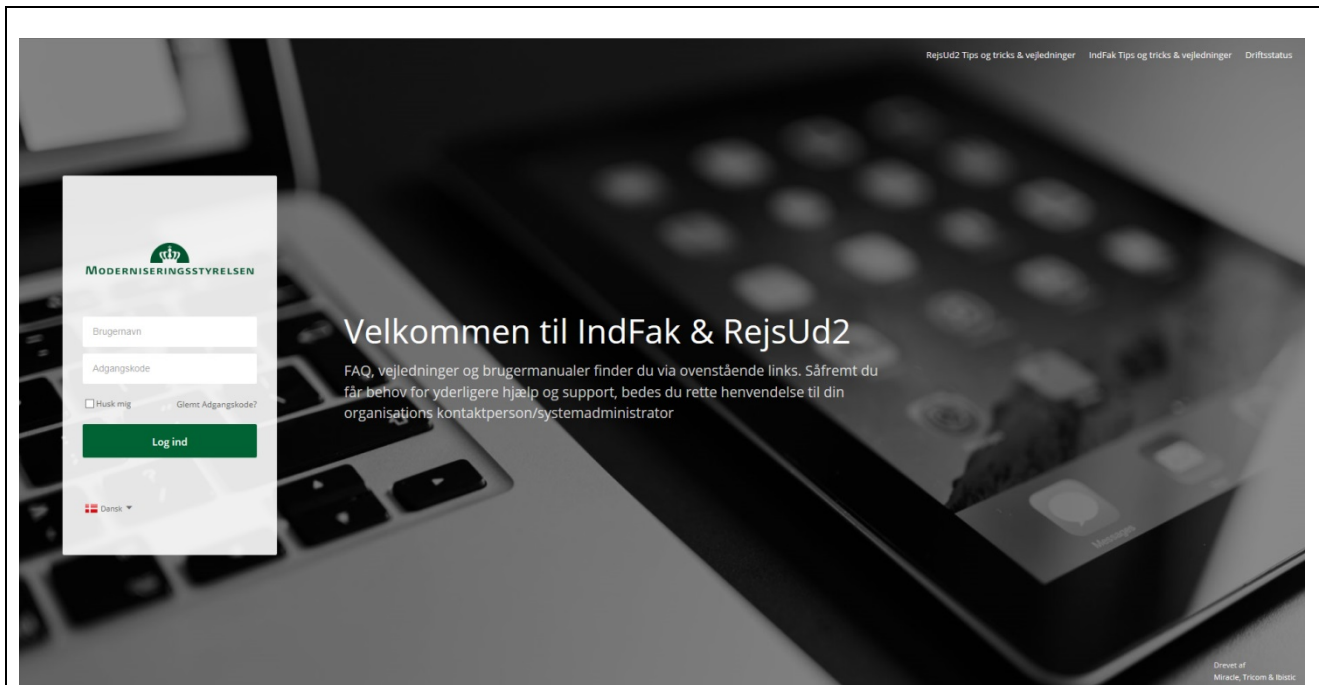 RejsUd2 Tips og tricks & vejledninger IndFak Tips og tricks & vejledninger Driftsstatus
MODERNISERINGSSTYRELSEN
Brugernavn
Adgangskode
Husk mig Glemt Adgangskode?
Log ind
Dansk
Velkommen til IndFak & RejsUd2
FAQ, vejledninger og brugermanualer finder du via ovenstående links. Såfremt du
får behov for yderligere hjælp og support, bedes du rette henvendelse til din
organisations kontaktperson/systemadministrator
Messages
Drevet af
Miracle, Tricom & Ibistic